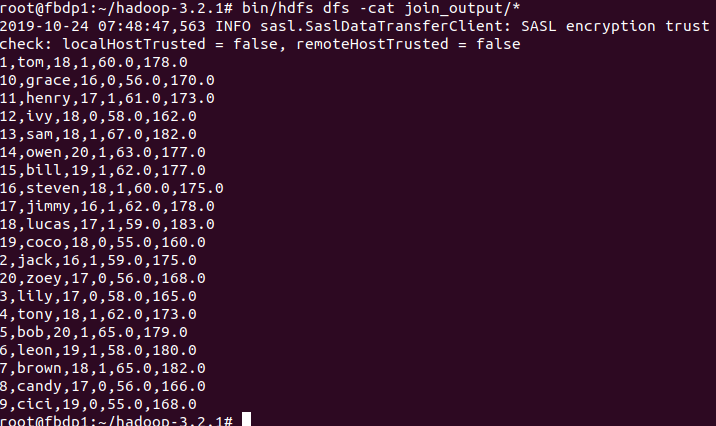 root@fbdp1:~/hadoop-3.2.1# bin/hdfs dfs -cat join_output/*
2019-10-24 07:48:47,563 INFO sasl.SaslDataTransferClient: SASL encryption trust
check: localHostTrusted = false, remoteHostTrusted = false
1,tom,18,1,60.0,178.0
10,grace,16,0,56.0,170.0
11,henry,17,1,61.0,173.0
12,ivy,18,0,58.0,162.0
13,sam,18,1,67.0,182.0
14,owen,20,1,63.0,177.0
15,bill,19,1,62.0,177.0
16,steven,18,1,60.0,175.0
17,jimmy,16,1,62.0,178.0
18,lucas,17,1,59.0,183.0
19,coco,18,0,55.0,160.0
2,jack,16,1,59.0,175.0
20,zoey,17,0,56.0,168.0
3,lily,17,0,58.0,165.0
4,tony,18,1,62.0,173.0
5,bob,20,1,65.0,179.0
6,leon,19,1,58.0,180.0
7,brown,18,1,65.0,182.0
8,candy,17,0,56.0,166.0
9,cici,19,0,55.0,168.0
root@fbdp1:~/hadoop-3.2.1#